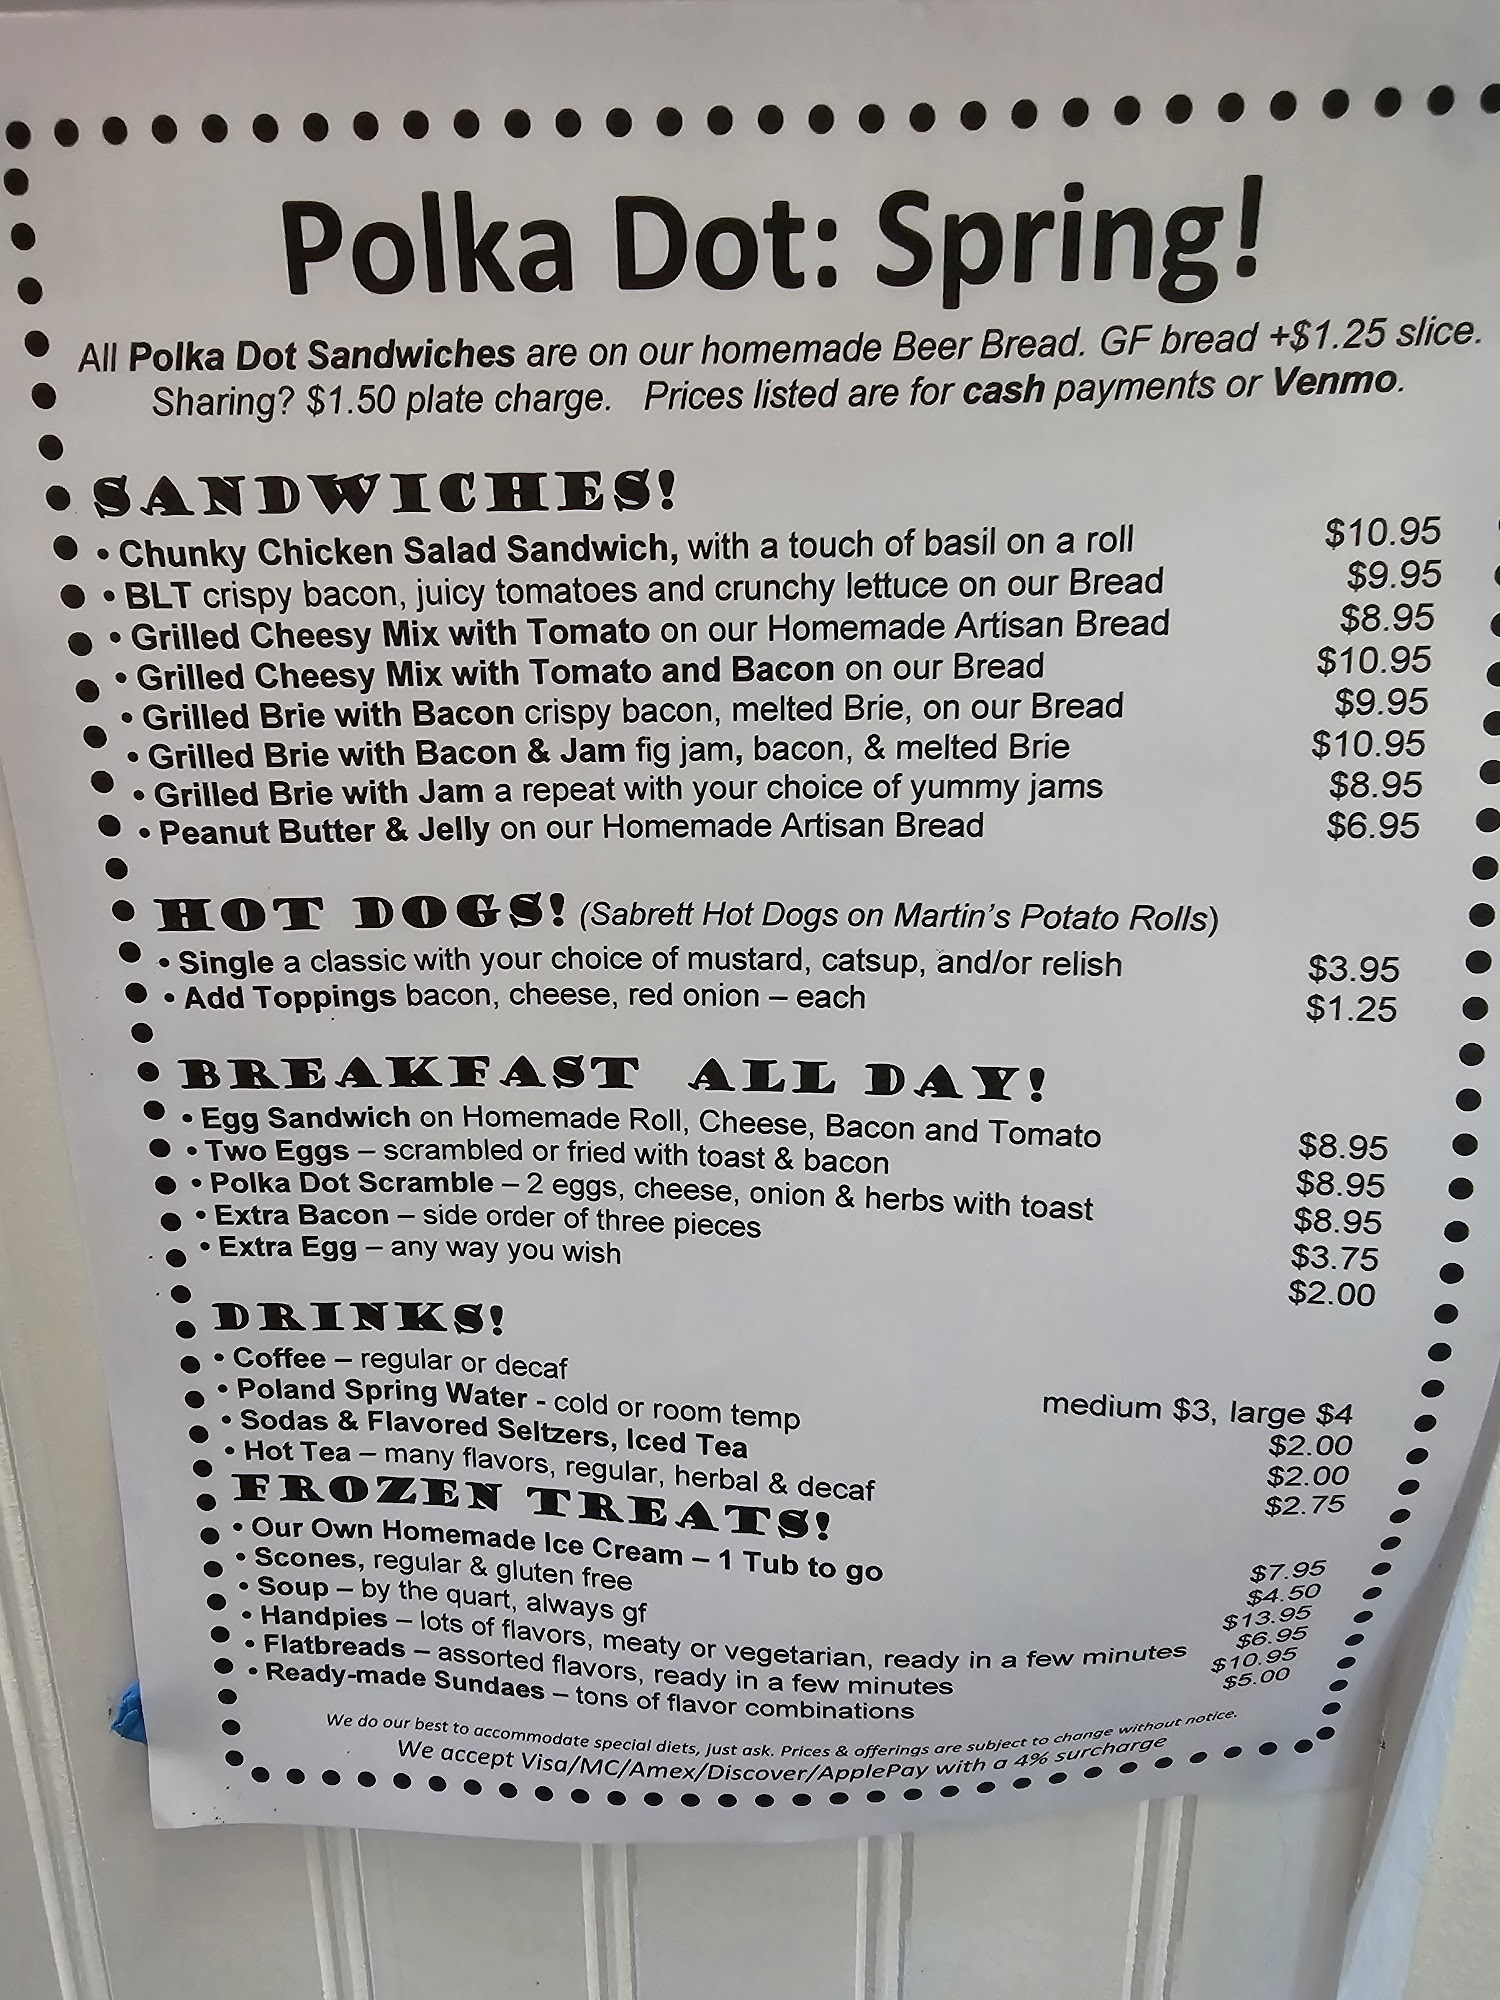 Polka Dot: Spring!
All Polka Dot Sandwiches are on our homemade Beer Bread. GF bread +$1.25 slice.
Sharing? $1.50 plate charge. Prices listed are for cash payments or Venmo.
SANDWICHES!
• Chunky Chicken Salad Sandwich, with a touch of basil on a roll $10.95
• BLT crispy bacon, juicy tomatoes and crunchy lettuce on our Bread $9.95
• Grilled Cheesy Mix with Tomato on our Homemade Artisan Bread $8.95
• Grilled Cheesy Mix with Tomato and Bacon on our Bread $10.95
• Grilled Brie with Bacon crispy bacon, melted Brie, on our Bread $9.95
• Grilled Brie with Bacon & Jam fig jam, bacon, & melted Brie $10.95
• Grilled Brie with Jam a repeat with your choice of yummy jams $8.95
• Peanut Butter & Jelly on our Homemade Artisan Bread $6.95
HOT DOGS! (Sabrett Hot Dogs on Martin's Potato Rolls)
• Single a classic with your choice of mustard, catsup, and/or relish $3.95
• Add Toppings bacon, cheese, red onion – each $1.25
BREAKFAST ALL DAY!
• Egg Sandwich on Homemade Roll, Cheese, Bacon and Tomato $8.95
• Two Eggs – scrambled or fried with toast & bacon $8.95
• Polka Dot Scramble – 2 eggs, cheese, onion & herbs with toast $8.95
• Extra Bacon – side order of three pieces $3.75
• Extra Egg – any way you wish $2.00
DRINKS!
• Coffee – regular or decaf medium $3, large $4
• Poland Spring Water - cold or room temp $2.00
• Sodas & Flavored Seltzers, Iced Tea $2.00
• Hot Tea – many flavors, regular, herbal & decaf $2.75
FROZEN TREATS!
• Our Own Homemade Ice Cream – 1 Tub to go $7.95
• Scones, regular & gluten free $4.50
• Soup – by the quart, always gf $13.95
• Handpies – lots of flavors, meaty or vegetarian, ready in a few minutes $6.95
• Flatbreads – assorted flavors, ready in a few minutes $10.95
• Ready-made Sundaes – tons of flavor combinations $5.00
We do our best to accommodate special diets, just ask. Prices & offerings are subject to change without notice.
We accept Visa/MC/Amex/Discover/ApplePay with a 4% surcharge